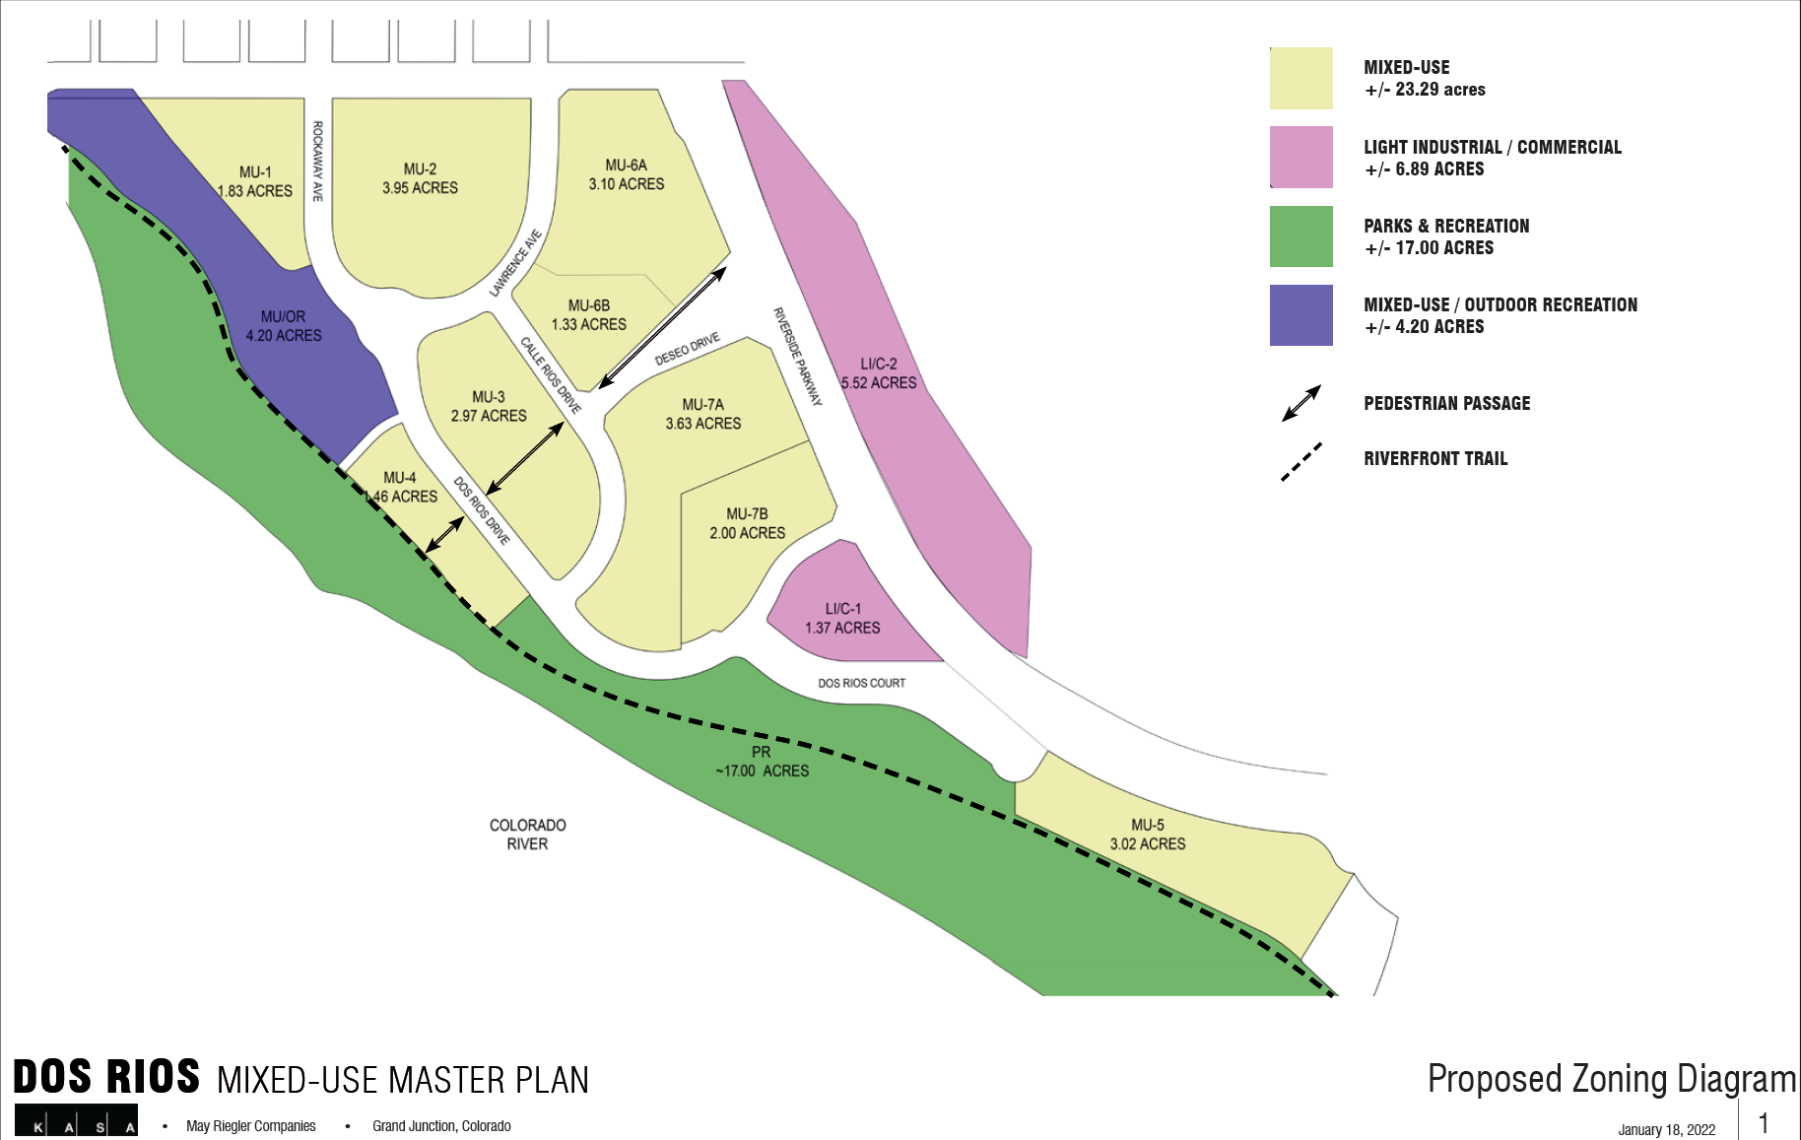 MIXED-USE
+/- 23.29 acres
LIGHT INDUSTRIAL / COMMERCIAL
+/- 6.89 ACRES
PARKS & RECREATION
+/- 17.00 ACRES
MIXED-USE / OUTDOOR RECREATION
+/- 4.20 ACRES
PEDESTRIAN PASSAGE
RIVERFRONT TRAIL
MU-1
1.83 ACRES
ROCKAWAY AVE
MU-2
3.95 ACRES
MU-6A
3.10 ACRES
LAWRENCE AVE
MU/OR
4.20 ACRES
MU-6B
1.33 ACRES
CALLE RIOS DRIVE
DESEO DRIVE
RIVERSIDE PARKWAY
LI/C-2
5.52 ACRES
MU-3
2.97 ACRES
MU-7A
3.63 ACRES
MU-4
1.46 ACRES
DOS RIOS DRIVE
MU-7B
2.00 ACRES
LI/C-1
1.37 ACRES
DOS RIOS COURT
PR
~17.00 ACRES
COLORADO
RIVER
MU-5
3.02 ACRES
DOS RIOS MIXED-USE MASTER PLAN
Proposed Zoning Diagram
K A S A • May Riegler Companies • Grand Junction, Colorado
January 18, 2022 1